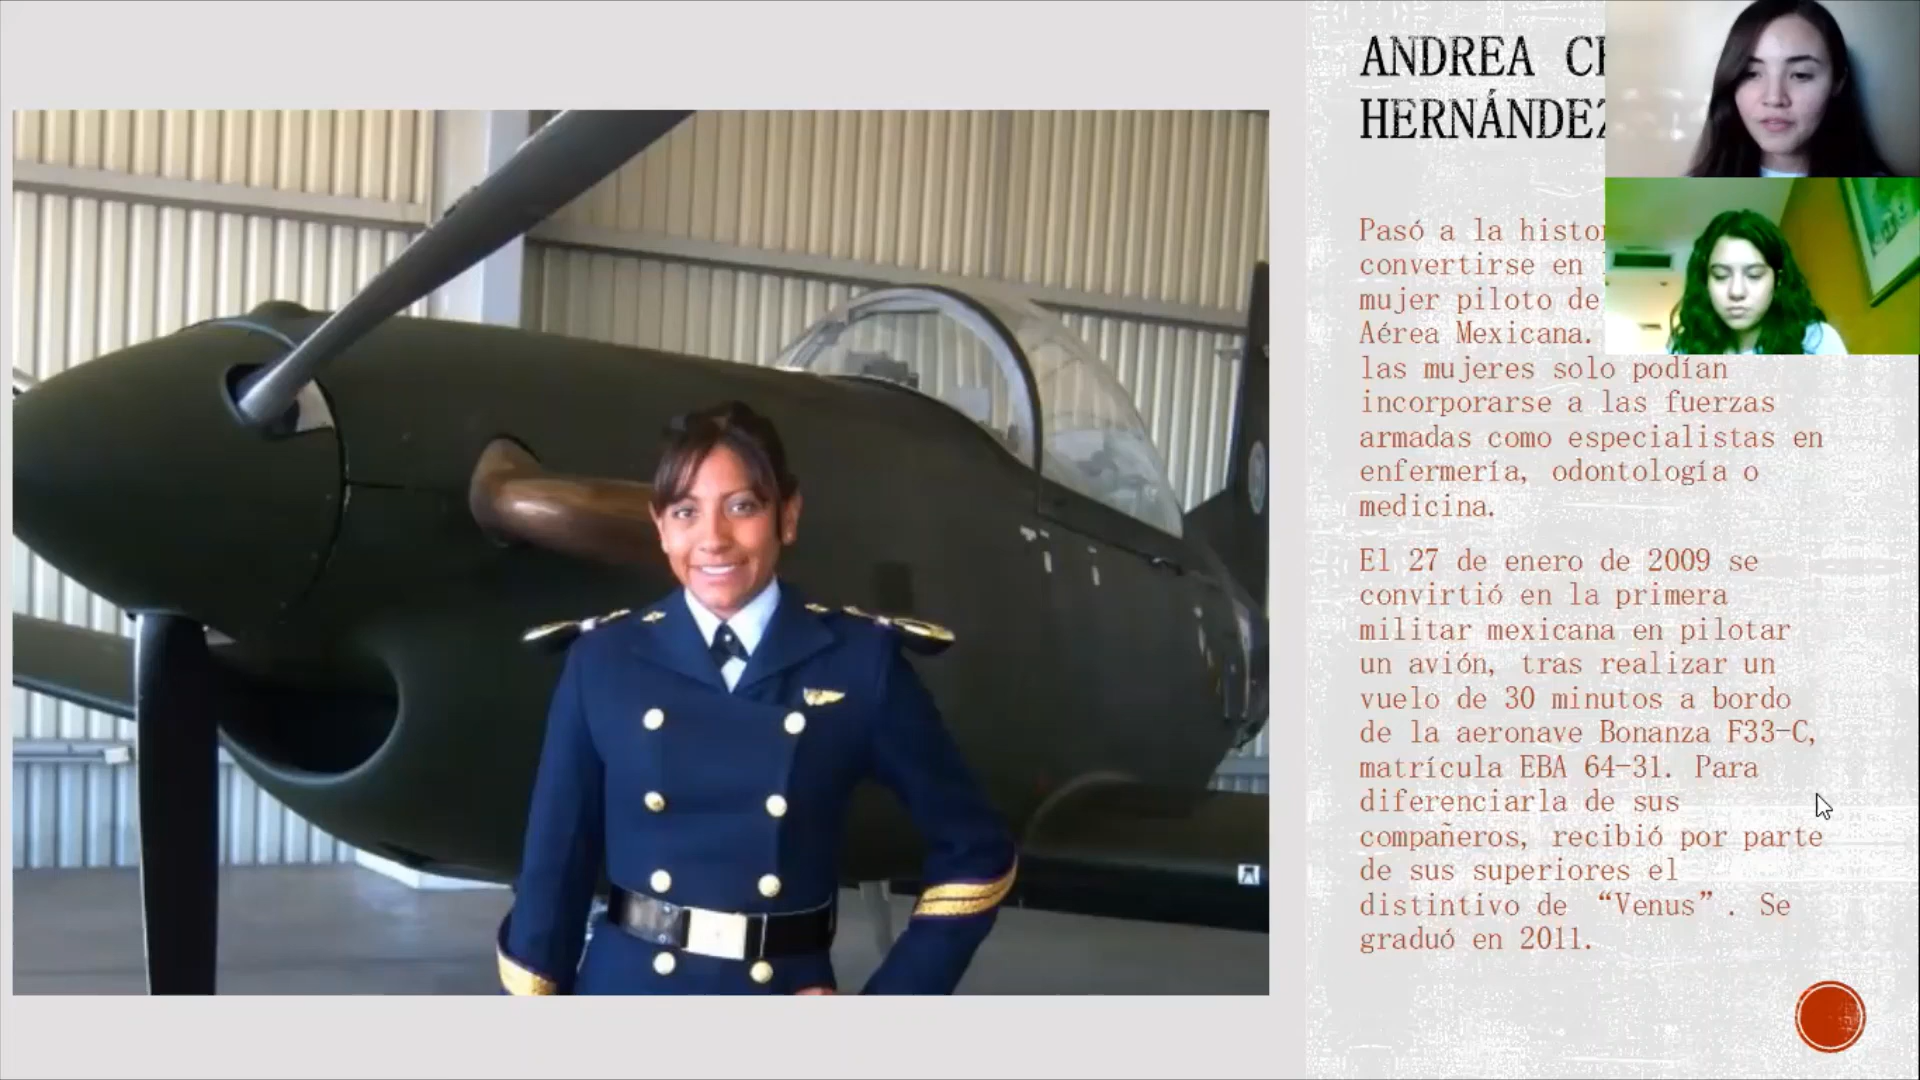 ANDREA
HERNÁNDEZ
Pasó a la
convertirse en
mujer piloto de
Aérea Mexicana.
las mujeres solo podían
incorporarse a las fuerzas
armadas como especialistas en
enfermería, odontología o
medicina.
El 27 de enero de 2009 se
convirtió en la primera
militar mexicana en pilotar
un avión, tras realizar un
vuelo de 30 minutos a bordo
de la aeronave Bonanza F33-C,
matrícula EBA 64-31. Para
diferenciarla de sus
compañeros, recibió por parte
de sus superiores el
distintivo de “Venus”. Se
graduó en 2011.